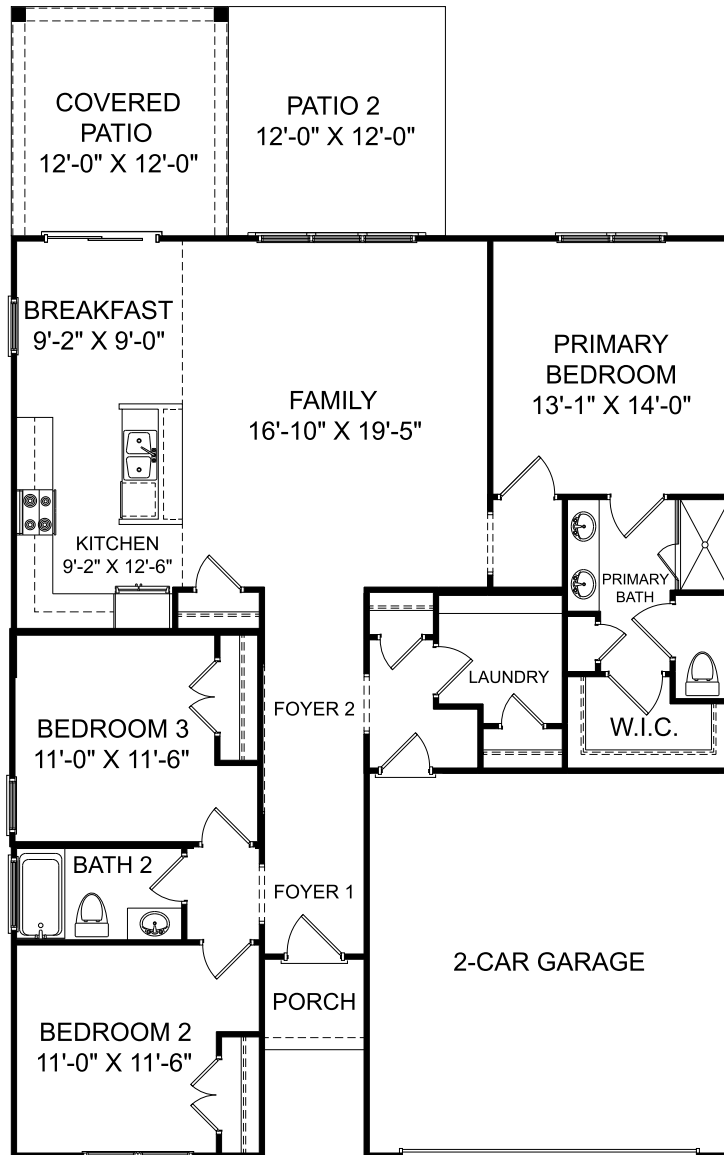 COVERED
PATIO
12'-0" X 12'-0"
PATIO 2
12'-0" X 12'-0"
BREAKFAST
9'-2" X 9'-0"
PRIMARY
BEDROOM
13'-1" X 14'-0"
FAMILY
16'-10" X 19'-5"
KITCHEN
9'-2" X 12'-6"
PRIMARY
BATH
LAUNDRY
FOYER 2
W.I.C.
BEDROOM 3
11'-0" X 11'-6"
BATH 2
FOYER 1
2-CAR GARAGE
PORCH
BEDROOM 2
11'-0" X 11'-6"